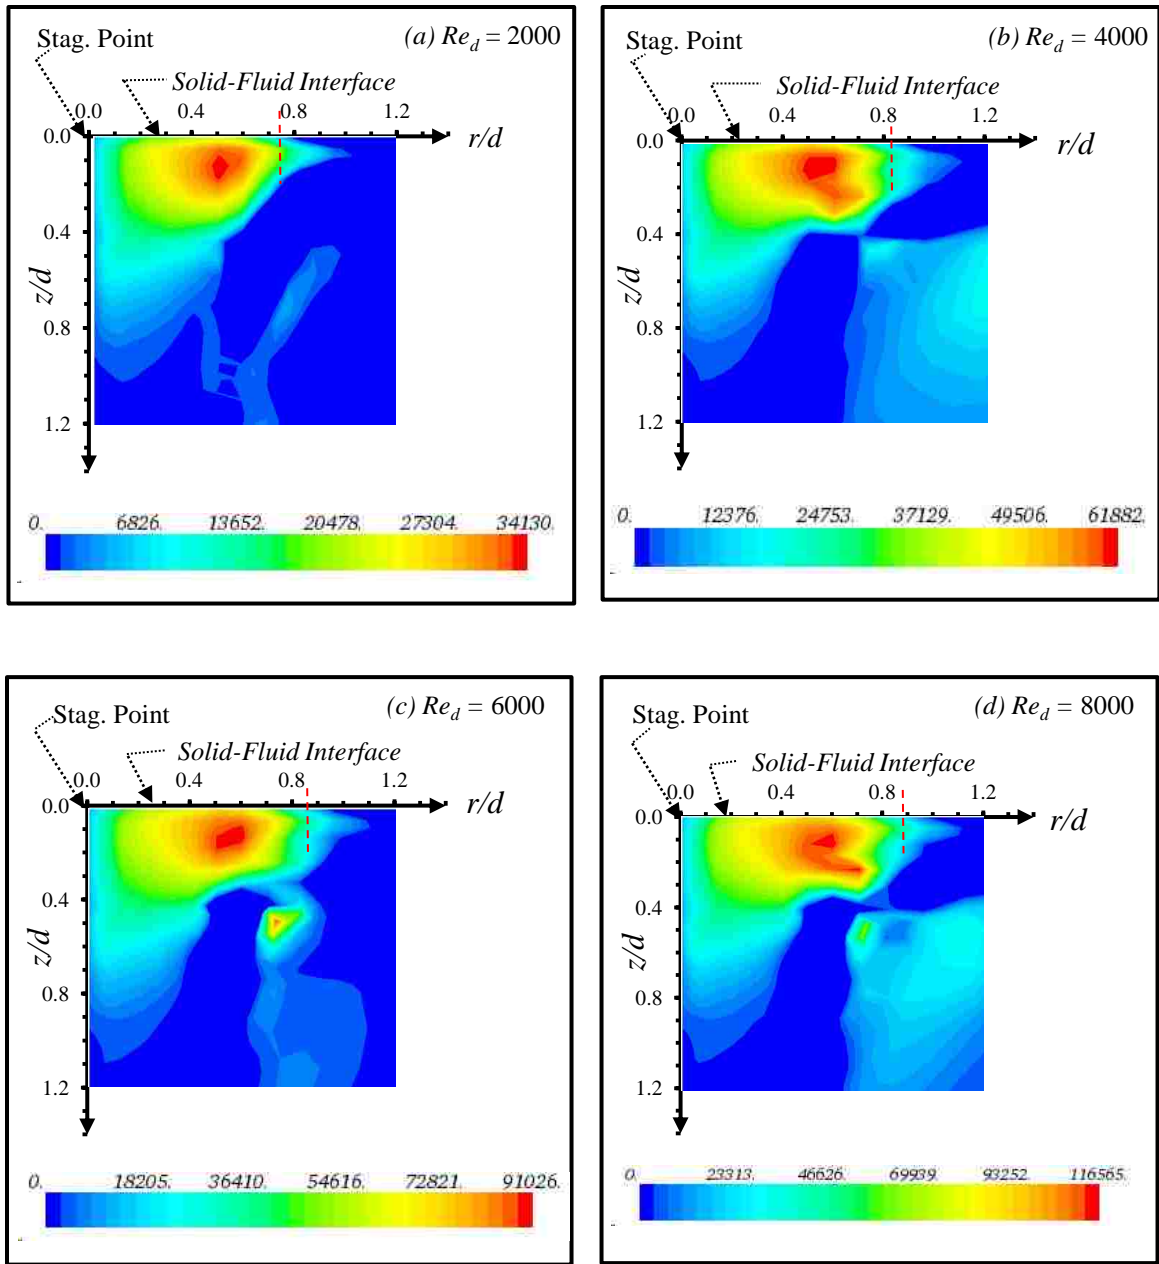 Stag. Point
(a) Re_d = 2000
Solid-Fluid Interface
0.0 0.4 0.8 1.2
r/d
0.0
0.4
z/d
0.8
1.2
0. 6826. 13652. 20478. 27304. 34130.
Stag. Point
(b) Re_d = 4000
Solid-Fluid Interface
0.0 0.4 0.8 1.2
r/d
0.0
0.4
z/d
0.8
1.2
0. 12376. 24753. 37129. 49506. 61882.
Stag. Point
(c) Re_d = 6000
Solid-Fluid Interface
0.0 0.4 0.8 1.2
r/d
0.0
0.4
z/d
0.8
1.2
0. 18205. 36410. 54616. 72821. 91026.
Stag. Point
(d) Re_d = 8000
Solid-Fluid Interface
0.0 0.4 0.8 1.2
r/d
0.0
0.4
z/d
0.8
1.2
0. 23313. 46626. 69939. 93252. 116565.